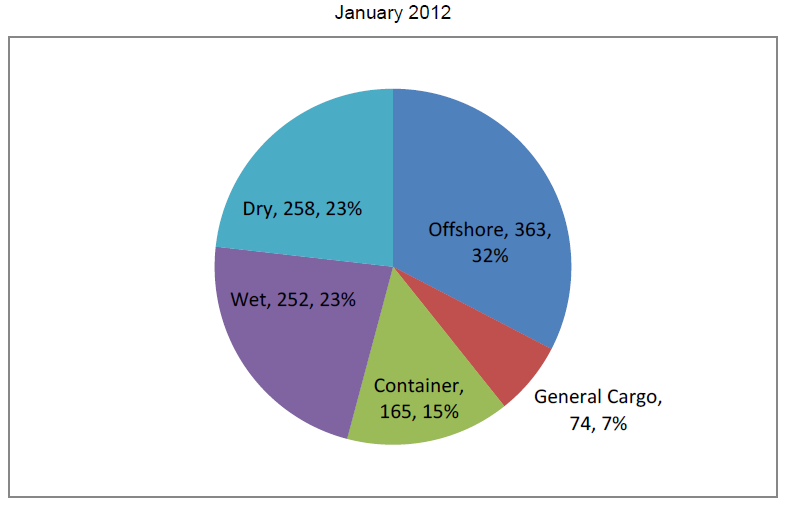 January 2012
Dry, 258, 23%
Offshore, 363,
32%
Wet, 252, 23%
Container,
165, 15%
General Cargo,
74, 7%